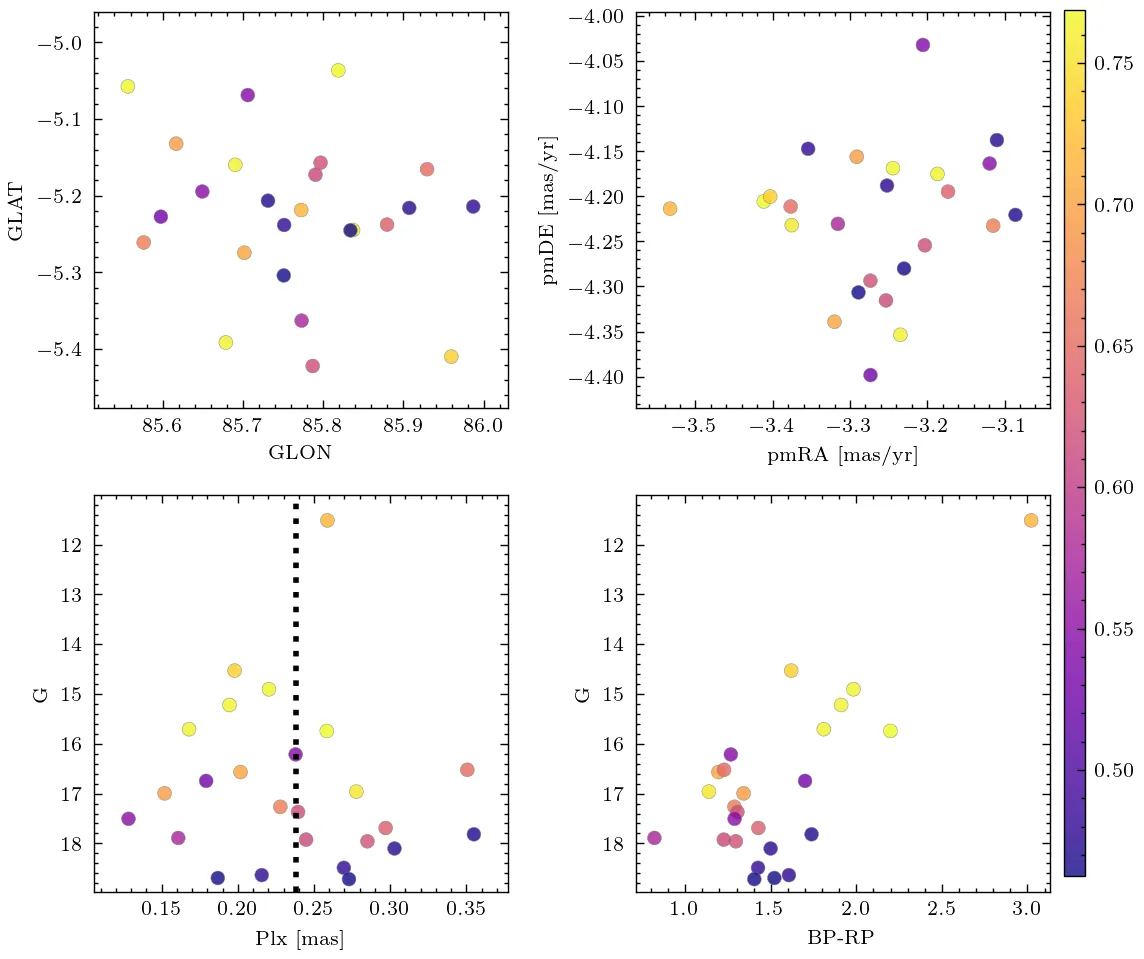 −5.0
−5.1
−5.2
−5.3
−5.4
GLAT
85.6 85.7 85.8 85.9 86.0
GLON
−4.00
−4.05
−4.10
−4.15
−4.20
−4.25
−4.30
−4.35
−4.40
pmDE [mas/yr]
−3.5 −3.4 −3.3 −3.2 −3.1
pmRA [mas/yr]
0.75
0.70
0.65
0.60
0.55
0.50
12
13
14
15
16
17
18
G
0.15 0.20 0.25 0.30 0.35
Plx [mas]
12
13
14
15
16
17
18
G
1.0 1.5 2.0 2.5 3.0
BP-RP